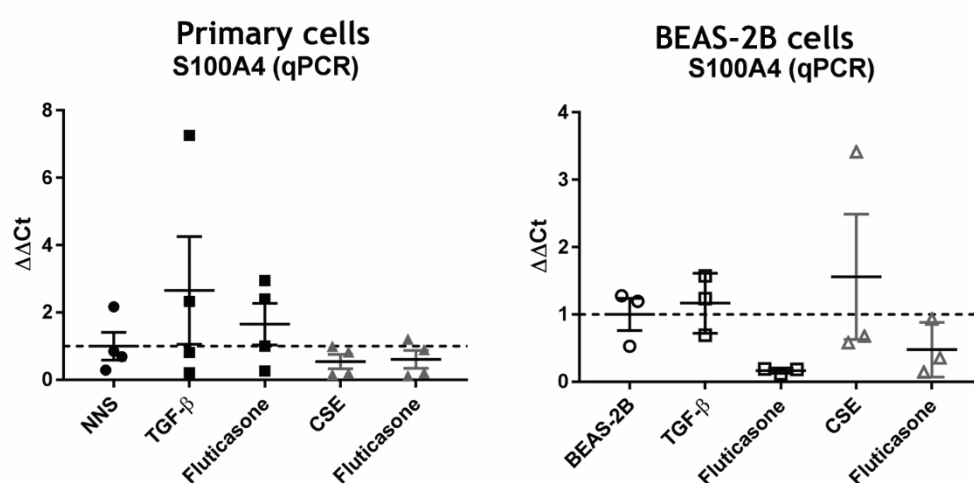 Primary cells
S100A4 (qPCR)
8
6
4
2
0
ΔΔCt
NNS
TGF-β
Fluticasone
CSE
Fluticasone
BEAS-2B cells
S100A4 (qPCR)
4
3
2
1
0
ΔΔCt
BEAS-2B
TGF-β
Fluticasone
CSE
Fluticasone